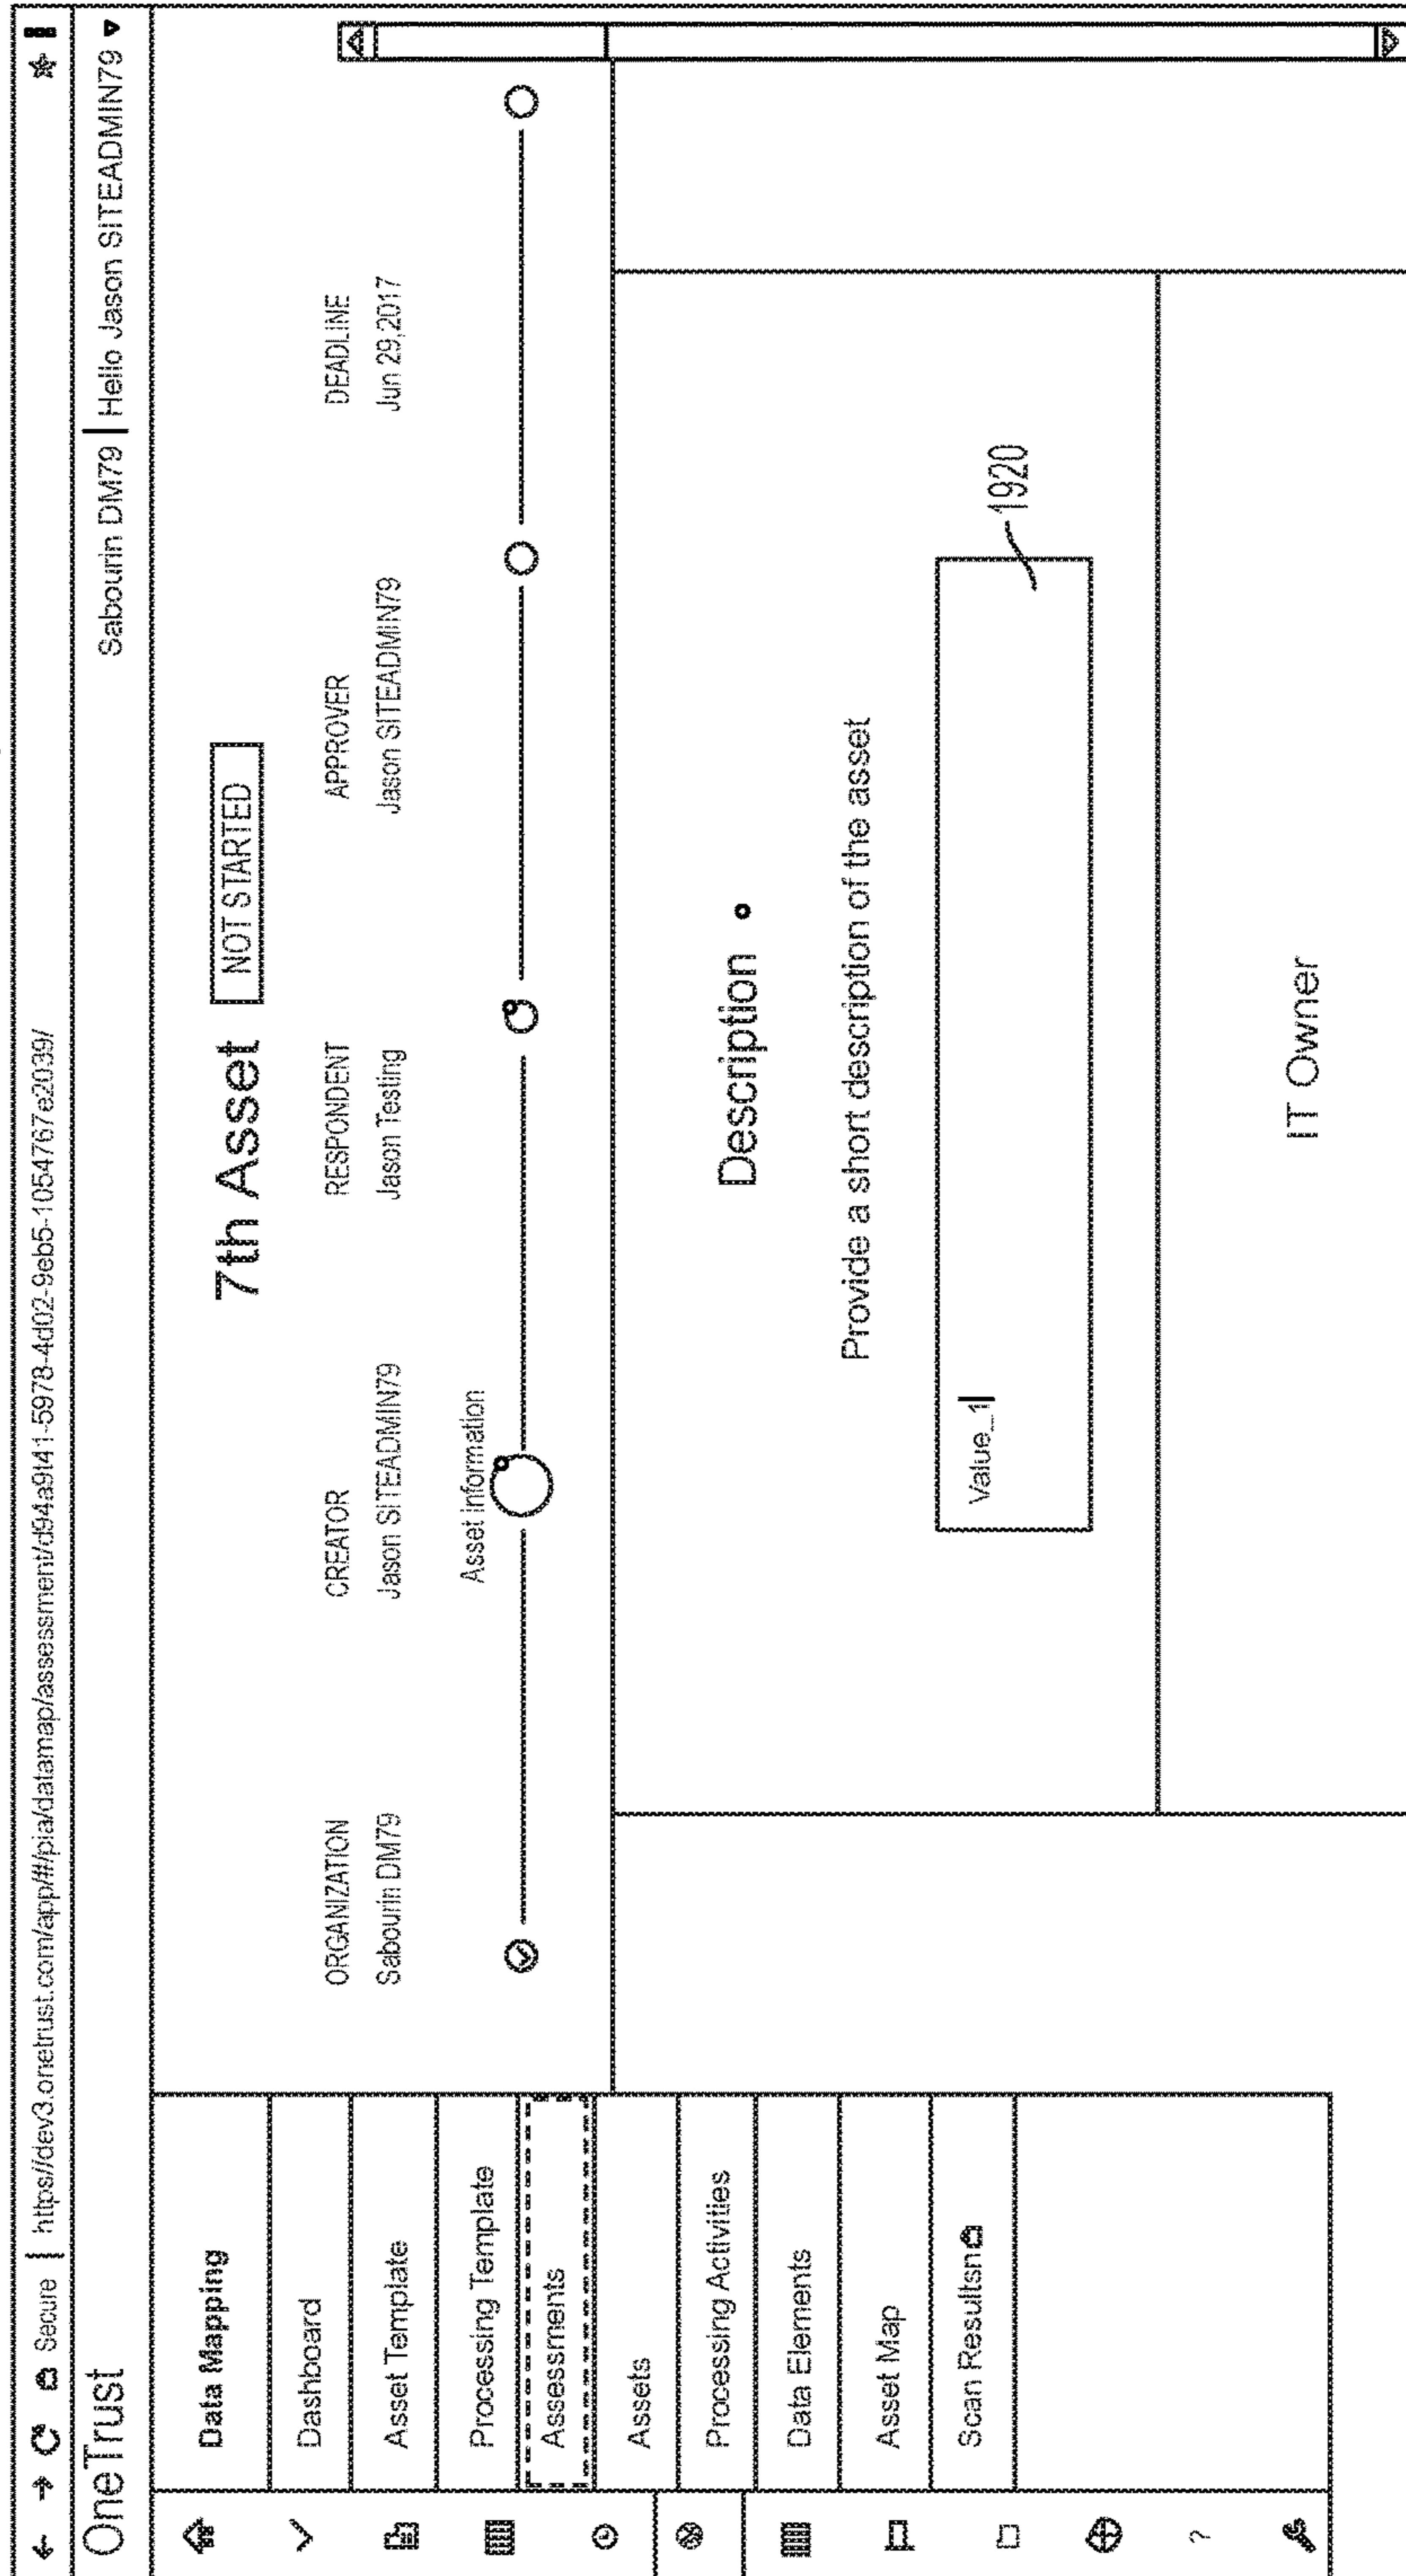 Secure | https//dev3.onetrust.com/app/#/pia/datamap/assessment/d94a9f41-5978-4d02-9eb5-1054767e2039/
OneTrust
Sabourin DM79 | Hello Jason SITEADMIN79
Data Mapping
Dashboard
Asset Template
Processing Template
Assessments
Assets
Processing Activities
Data Elements
Asset Map
Scan Resultsn
7th Asset NOT STARTED
ORGANIZATION CREATOR RESPONDENT APPROVER DEADLINE
Sabourin DM79 Jason SITEADMIN79 Jason Testing Jason SITEADMIN79 Jun 29,2017
Asset Information
Description
Provide a short description of the asset
Value_1
1920
IT Owner
?